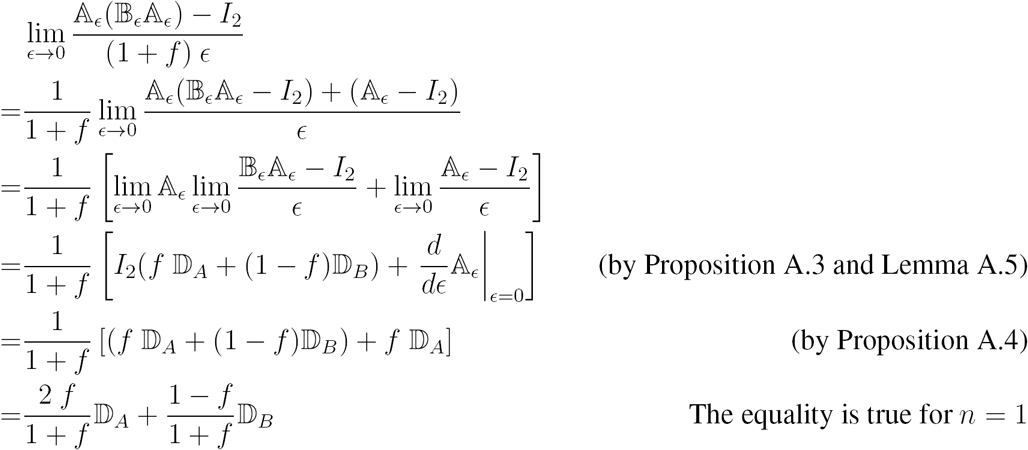 \lim_{\epsilon \to 0} \frac{\mathbb{A}_\epsilon(\mathbb{B}_\epsilon \mathbb{A}_\epsilon) - I_2}{(1+f)\ \epsilon}
= \frac{1}{1+f} \lim_{\epsilon \to 0} \frac{\mathbb{A}_\epsilon(\mathbb{B}_\epsilon \mathbb{A}_\epsilon - I_2) + (\mathbb{A}_\epsilon - I_2)}{\epsilon}
= \frac{1}{1+f} \left[ \lim_{\epsilon \to 0} \mathbb{A}_\epsilon \lim_{\epsilon \to 0} \frac{\mathbb{B}_\epsilon \mathbb{A}_\epsilon - I_2}{\epsilon} + \lim_{\epsilon \to 0} \frac{\mathbb{A}_\epsilon - I_2}{\epsilon} \right]
= \frac{1}{1+f} \left[ I_2(f\ \mathbb{D}_A + (1-f)\mathbb{D}_B) + \left. \frac{d}{d\epsilon} \mathbb{A}_\epsilon \right|_{\epsilon=0} \right] (by Proposition A.3 and Lemma A.5)
= \frac{1}{1+f} [(f\ \mathbb{D}_A + (1-f)\mathbb{D}_B) + f\ \mathbb{D}_A] (by Proposition A.4)
= \frac{2\ f}{1+f} \mathbb{D}_A + \frac{1-f}{1+f} \mathbb{D}_B The equality is true for n = 1